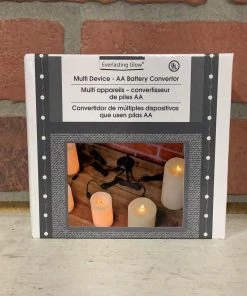 Everlasting Glow®
UL
Multi Device - AA Battery Convertor
Multi appareils – convertisseur
de piles AA
Convertidor de múltiples dispositivos
que usen pilas AA